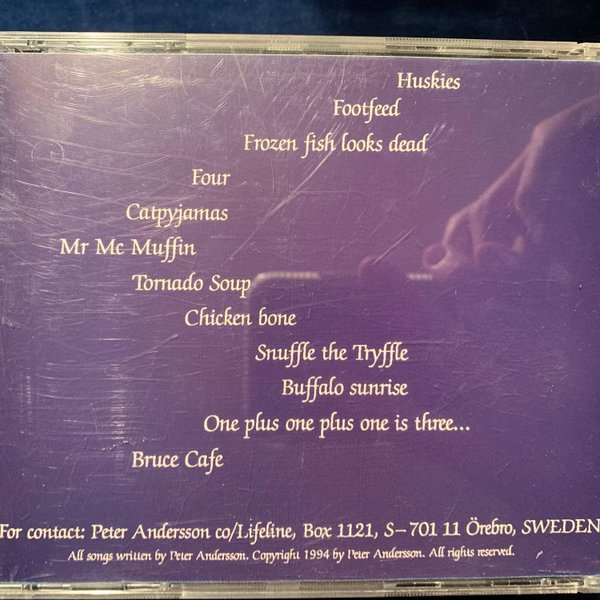 Huskies
Footfeed
Frozen fish looks dead
Four
Catpyjamas
Mr Mc Muffin
Tornado Soup
Chicken bone
Snuffle the Tryffle
Buffalo sunrise
One plus one plus one is three...
Bruce Cafe
For contact: Peter Andersson co/Lifeline, Box 1121, S-701 11 Örebro, SWEDEN
All songs written by Peter Andersson. Copyright 1994 by Peter Andersson. All rights reserved.